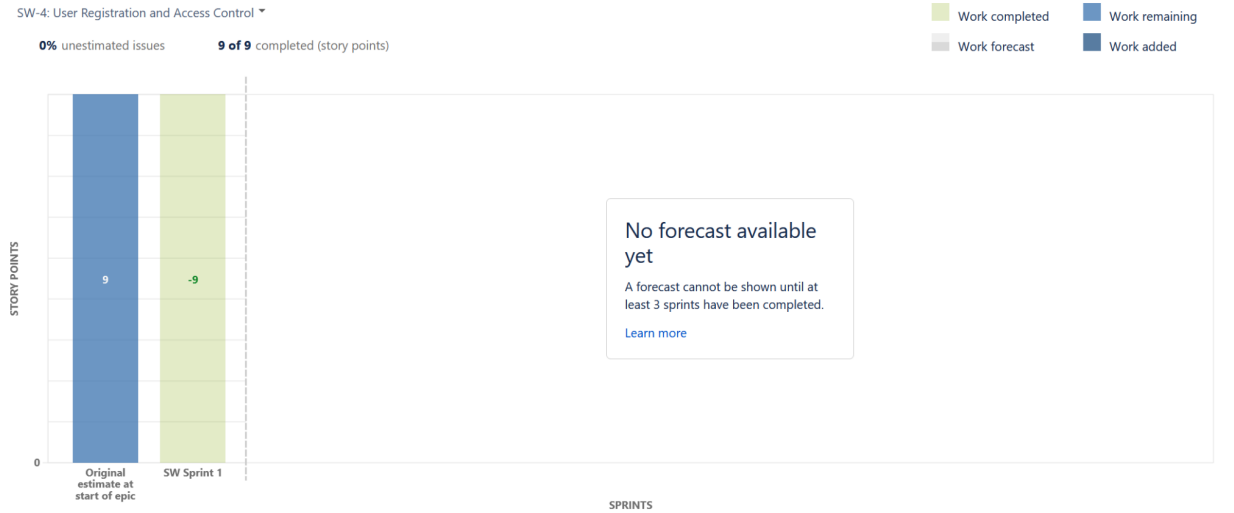 SW-4: User Registration and Access Control
Work completed
Work remaining
0% unestimated issues
9 of 9 completed (story points)
Work forecast
Work added
STORY POINTS
9
-9
No forecast available
yet
A forecast cannot be shown until at
least 3 sprints have been completed.
Learn more
0
Original
estimate at
start of epic
SW Sprint 1
SPRINTS